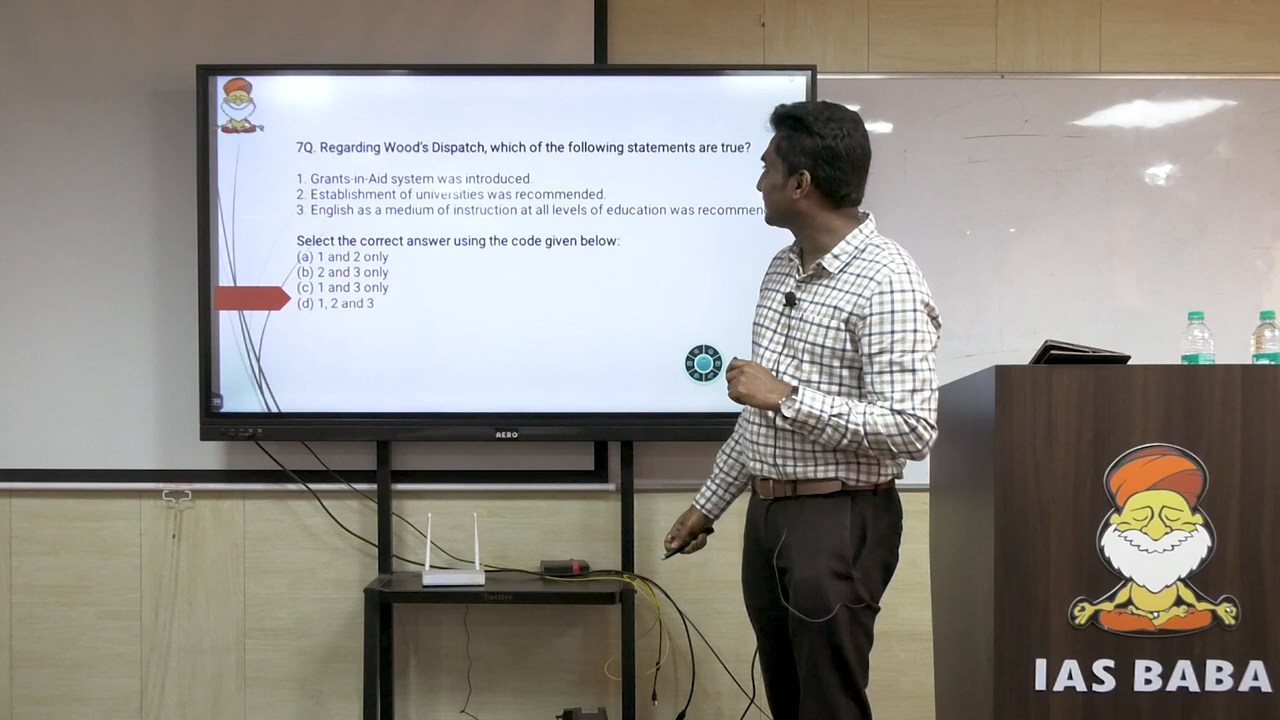 7Q. Regarding Wood's Dispatch, which of the following statements are true?
1. Grants-in-Aid system was introduced.
2. Establishment of universities was recommended.
3. English as a medium of instruction at all levels of education was recommen
Select the correct answer using the code given below:
(a) 1 and 2 only
(b) 2 and 3 only
(c) 1 and 3 only
(d) 1, 2 and 3
AERO
IAS BABA